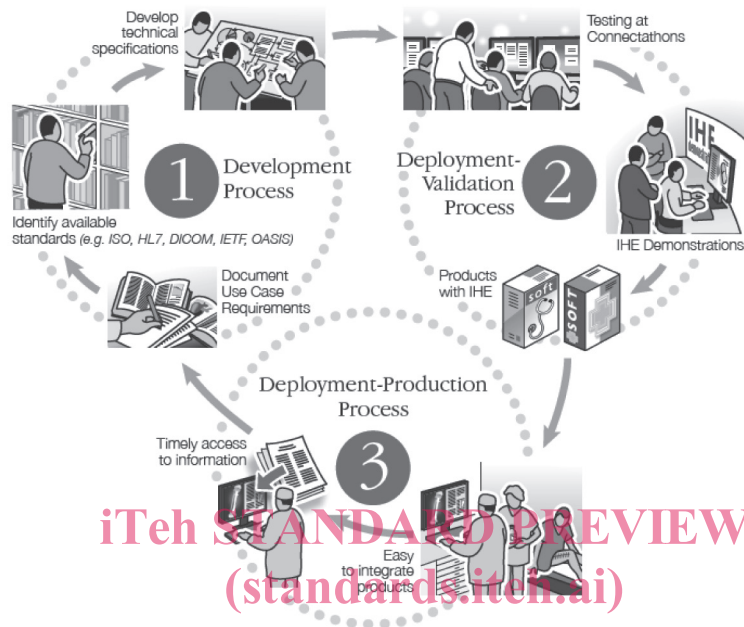 Develop
technical
specifications
Testing at
Connectathons
IHE
1
Development
Process
Deployment-
Validation
Process
2
Identify available
standards (e.g. ISO, HL7, DICOM, IETF, OASIS)
IHE Demonstrations
Document
Use Case
Requirements
Products
with IHE
soft
SOFT
Deployment-Production
Process
3
Timely access
to information
iTeh STANDARD PREVIEW
Easy
to integrate
products
(standards.iteh.ai)